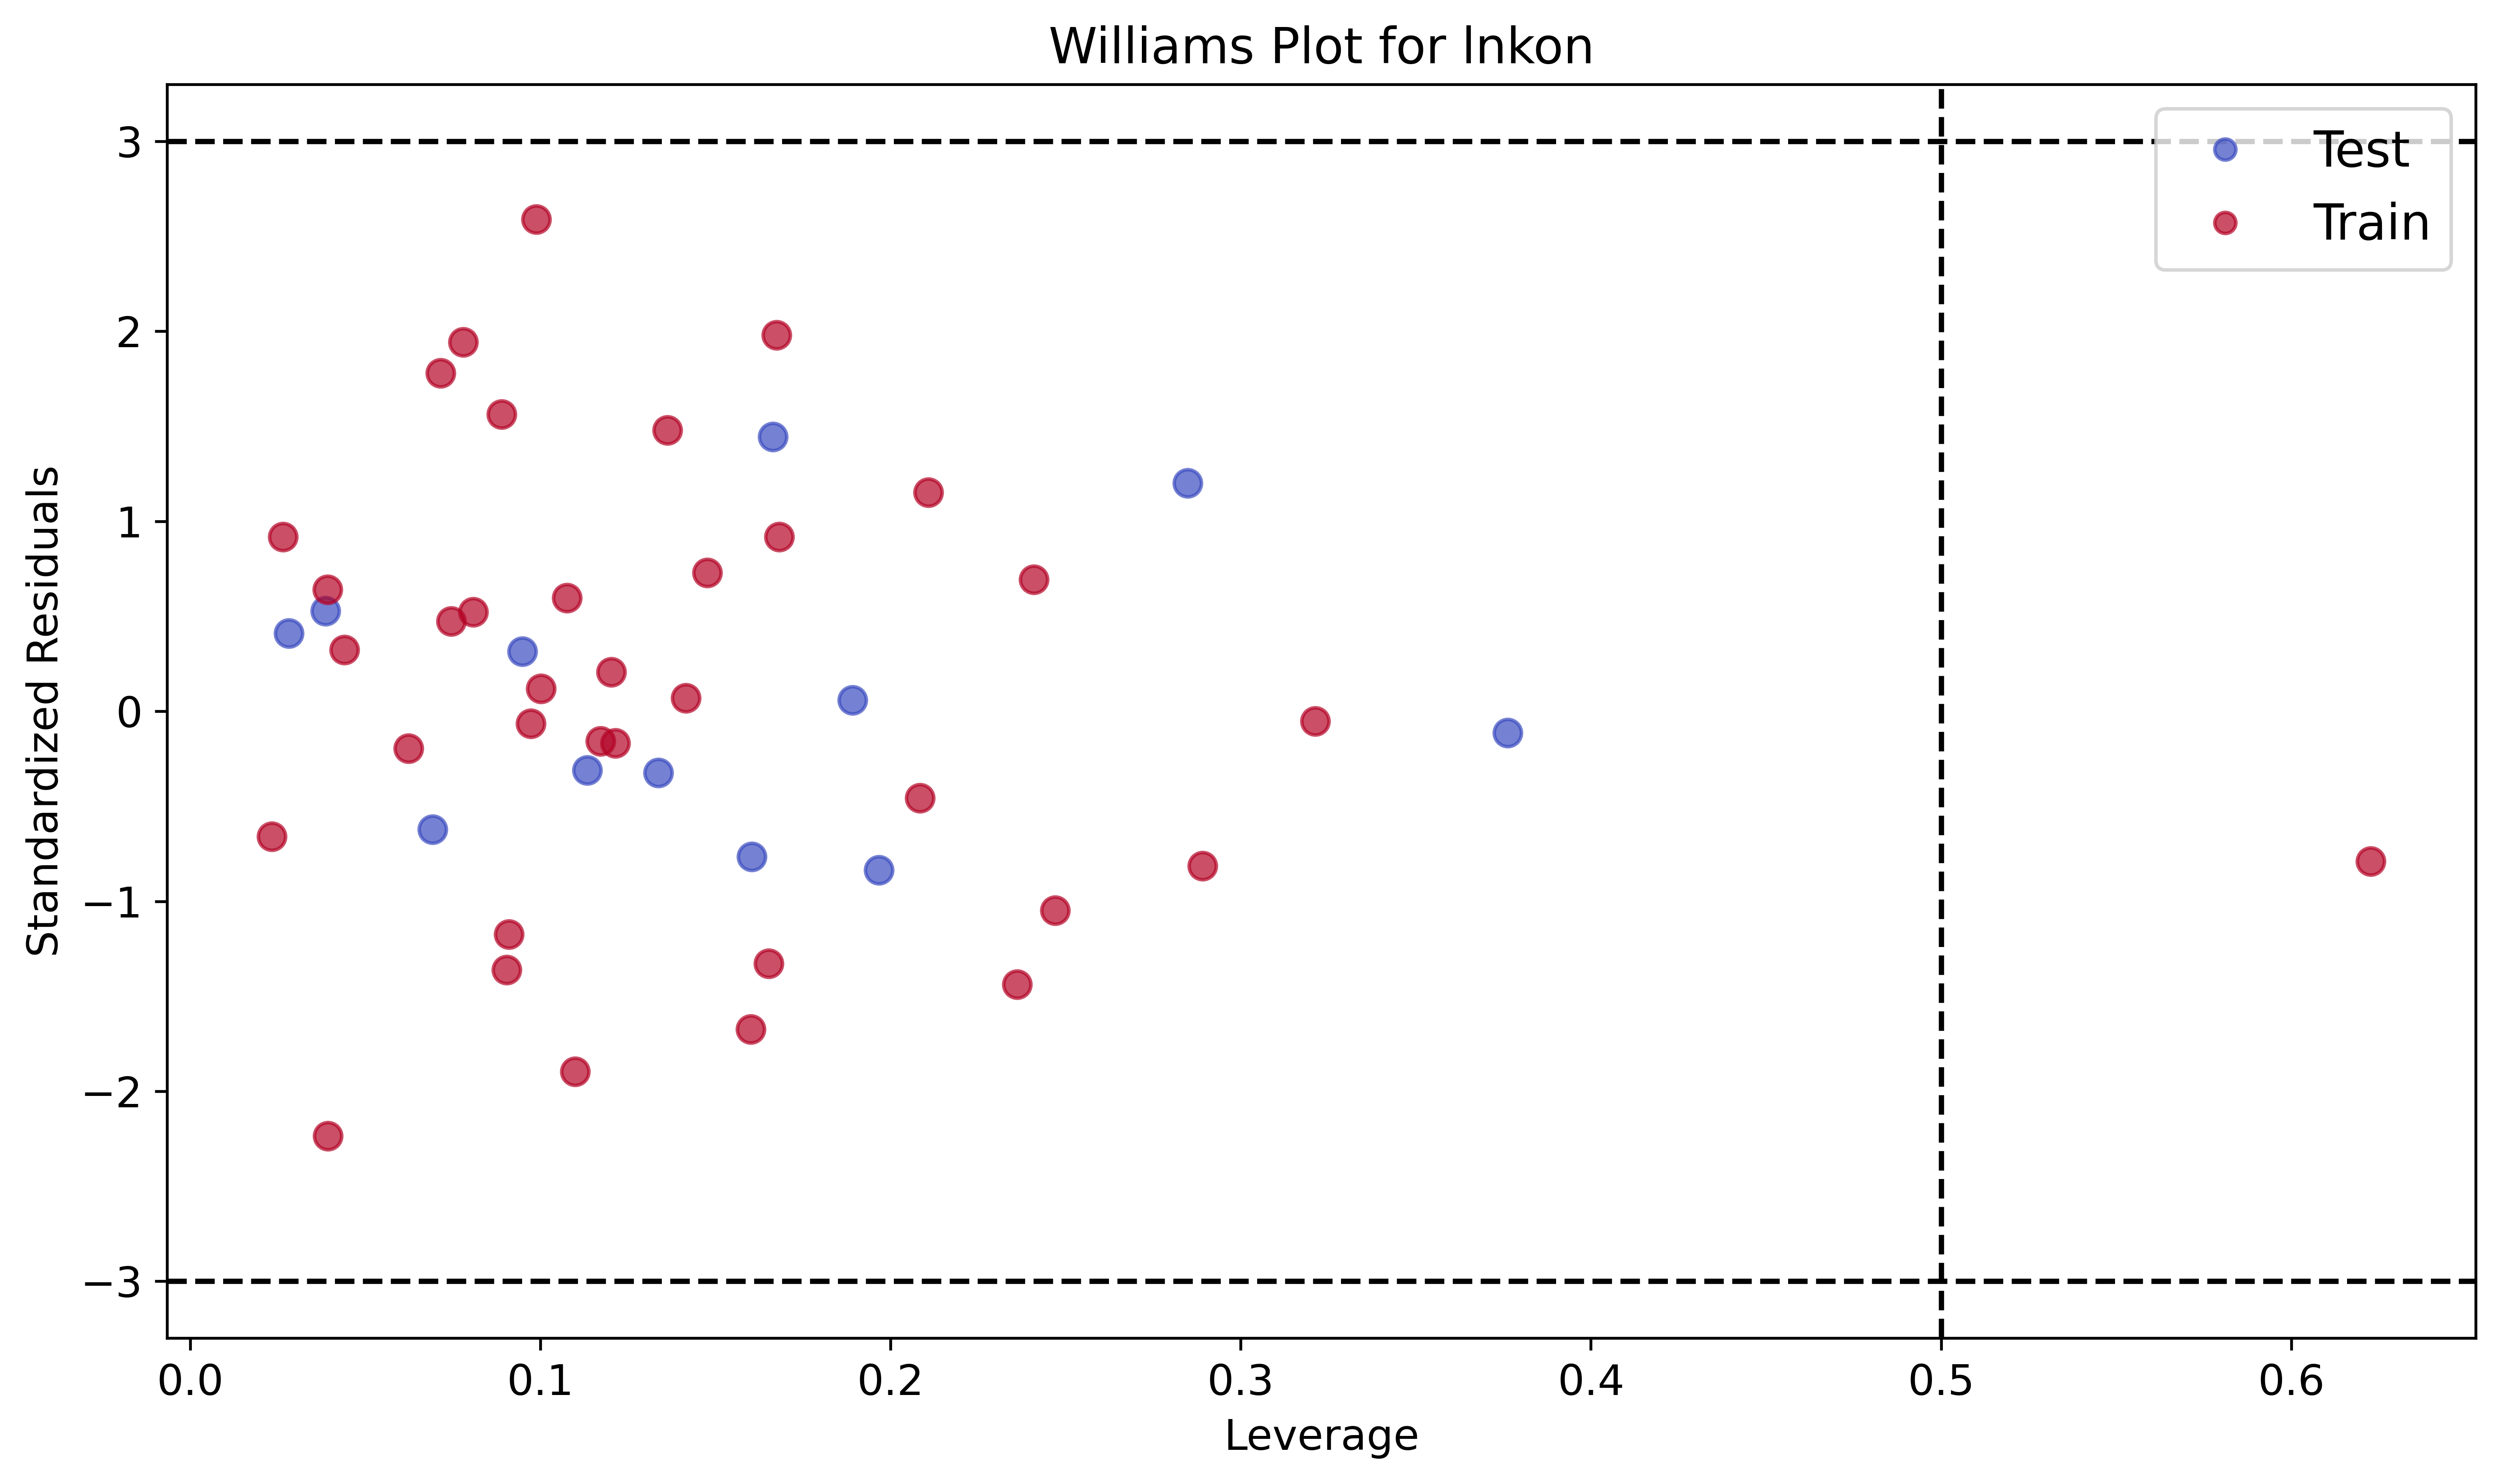 Williams Plot for lnkon
Test
Train
Standardized Residuals
3
2
1
0
−1
−2
−3
0.0 0.1 0.2 0.3 0.4 0.5 0.6
Leverage